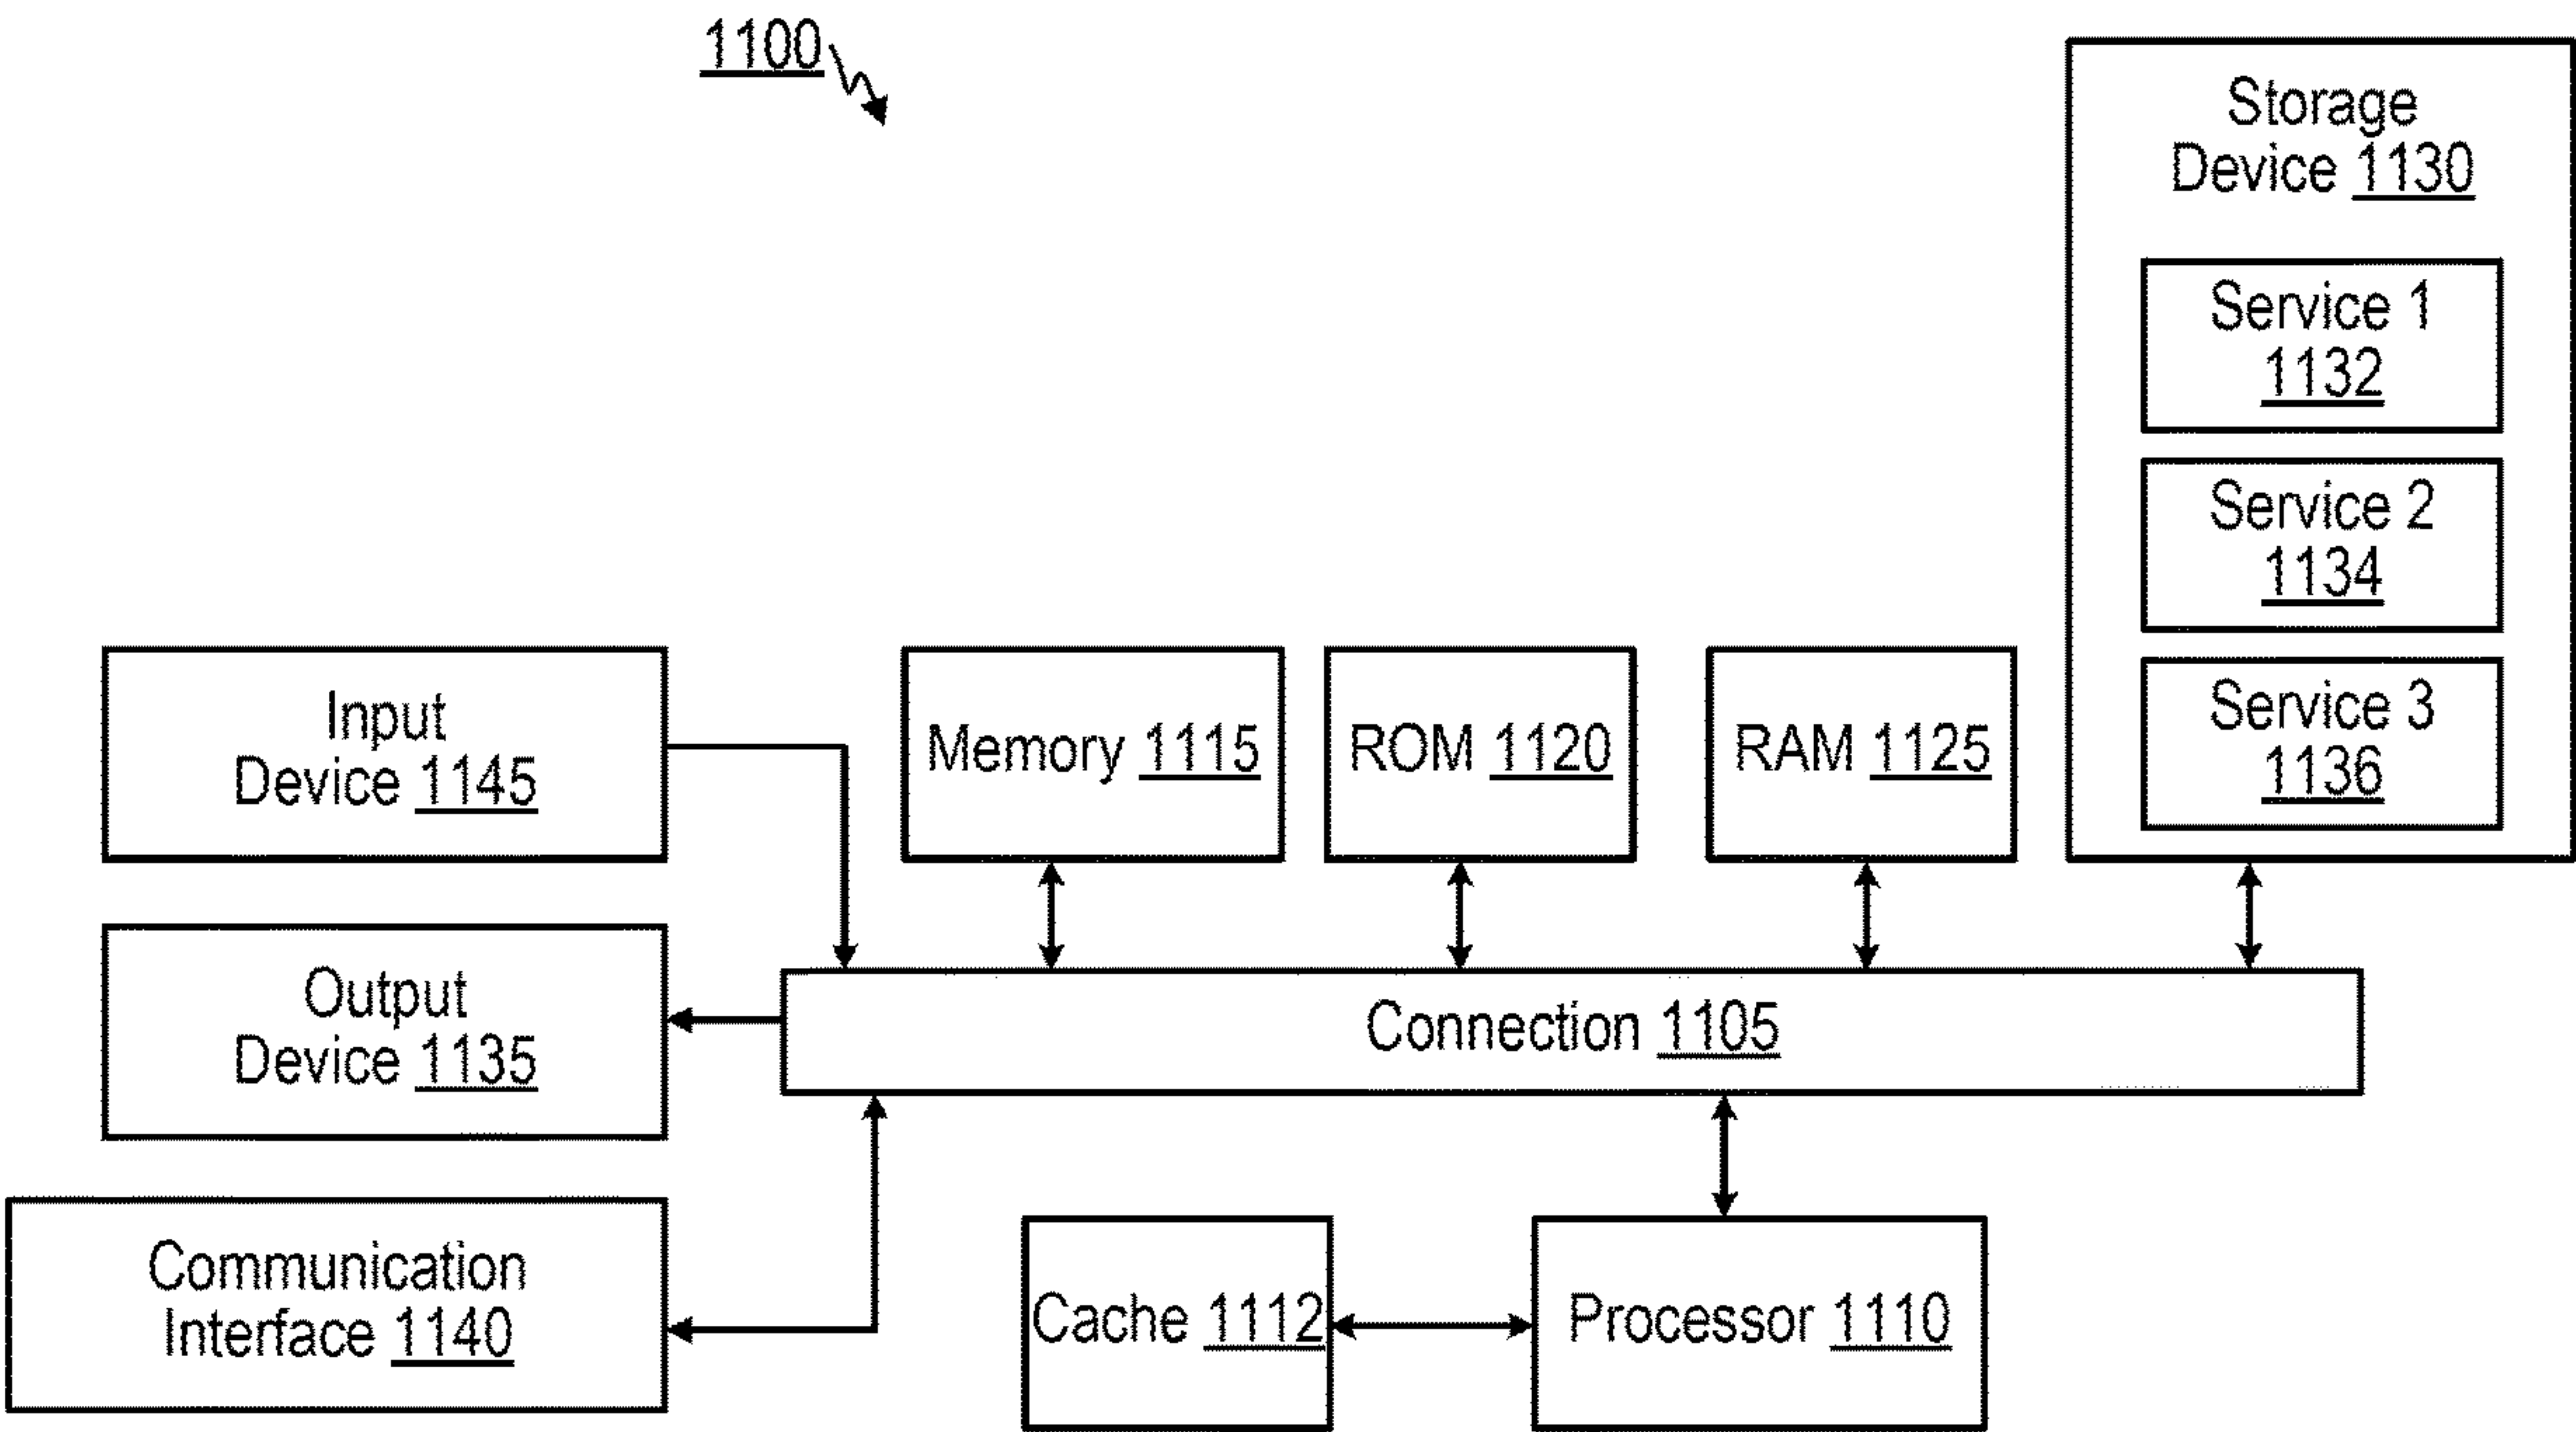 1100
Storage
Device 1130
Service 1
1132
Service 2
1134
Service 3
1136
Input
Device 1145
Memory 1115
ROM 1120
RAM 1125
Output
Device 1135
Connection 1105
Communication
Interface 1140
Cache 1112
Processor 1110